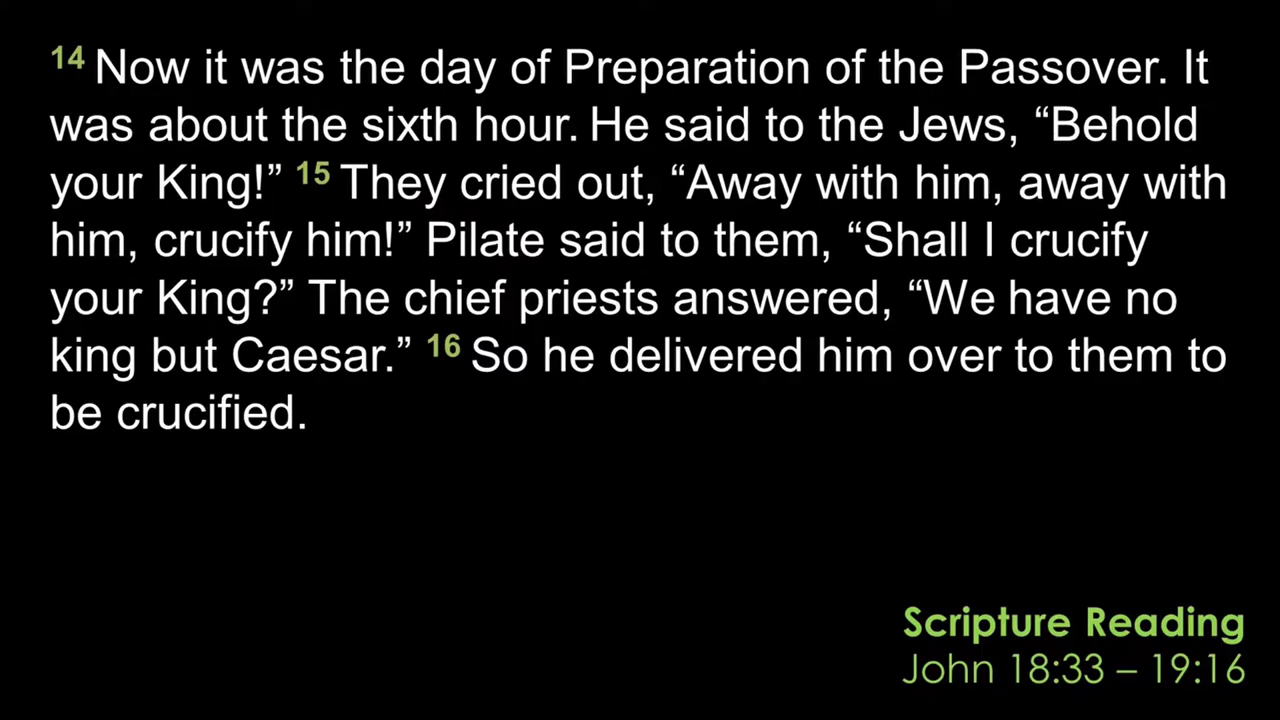 14 Now it was the day of Preparation of the Passover. It
was about the sixth hour. He said to the Jews, “Behold
your King!” 15 They cried out, “Away with him, away with
him, crucify him!” Pilate said to them, “Shall I crucify
your King?” The chief priests answered, “We have no
king but Caesar.” 16 So he delivered him over to them to
be crucified.
Scripture Reading
John 18:33 – 19:16